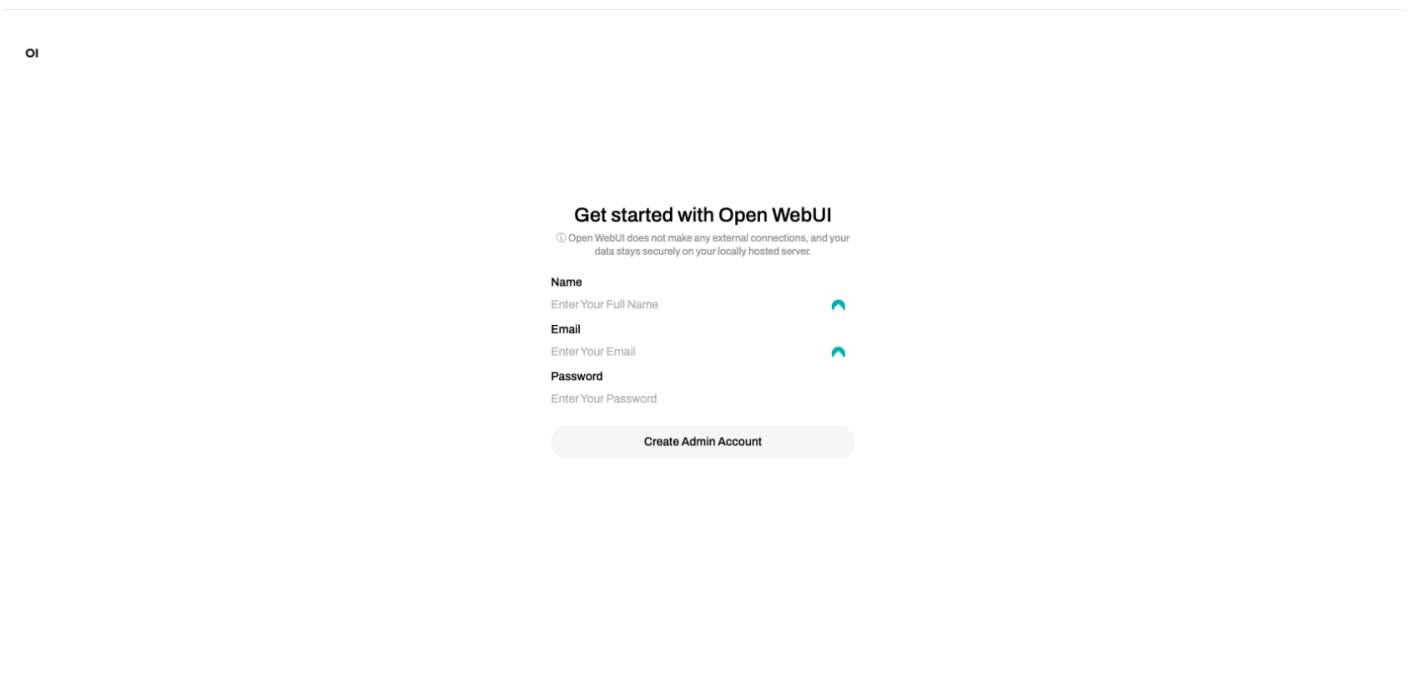 OI
Get started with Open WebUI
ⓘ Open WebUI does not make any external connections, and your
data stays securely on your locally hosted server.
Name
Enter Your Full Name
Email
Enter Your Email
Password
Enter Your Password
Create Admin Account